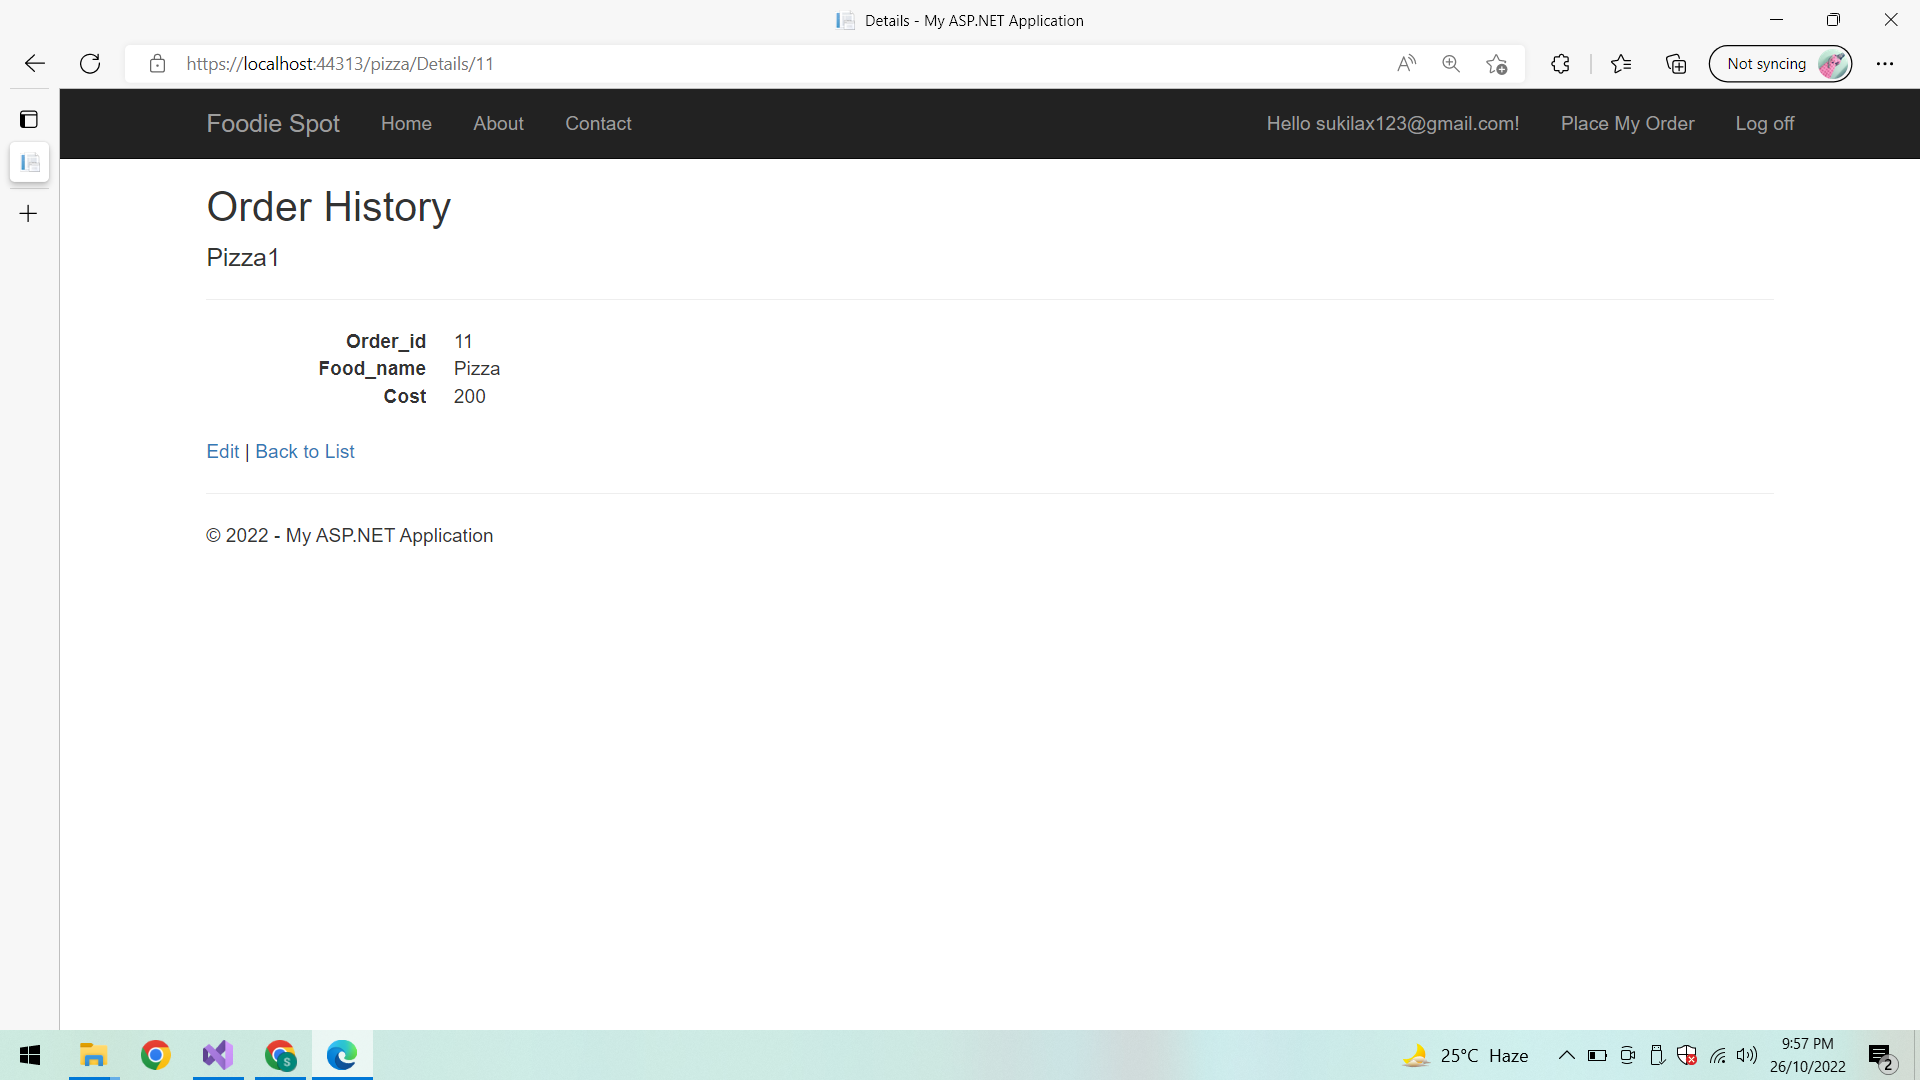 Details - My ASP.NET Application
https://localhost:44313/pizza/Details/11
Not syncing
Foodie Spot Home About Contact Hello sukilax123@gmail.com! Place My Order Log off
Order History
Pizza1
Order_id 11
Food_name Pizza
Cost 200
Edit | Back to List
© 2022 - My ASP.NET Application
25°C Haze
9:57 PM
26/10/2022
2
S